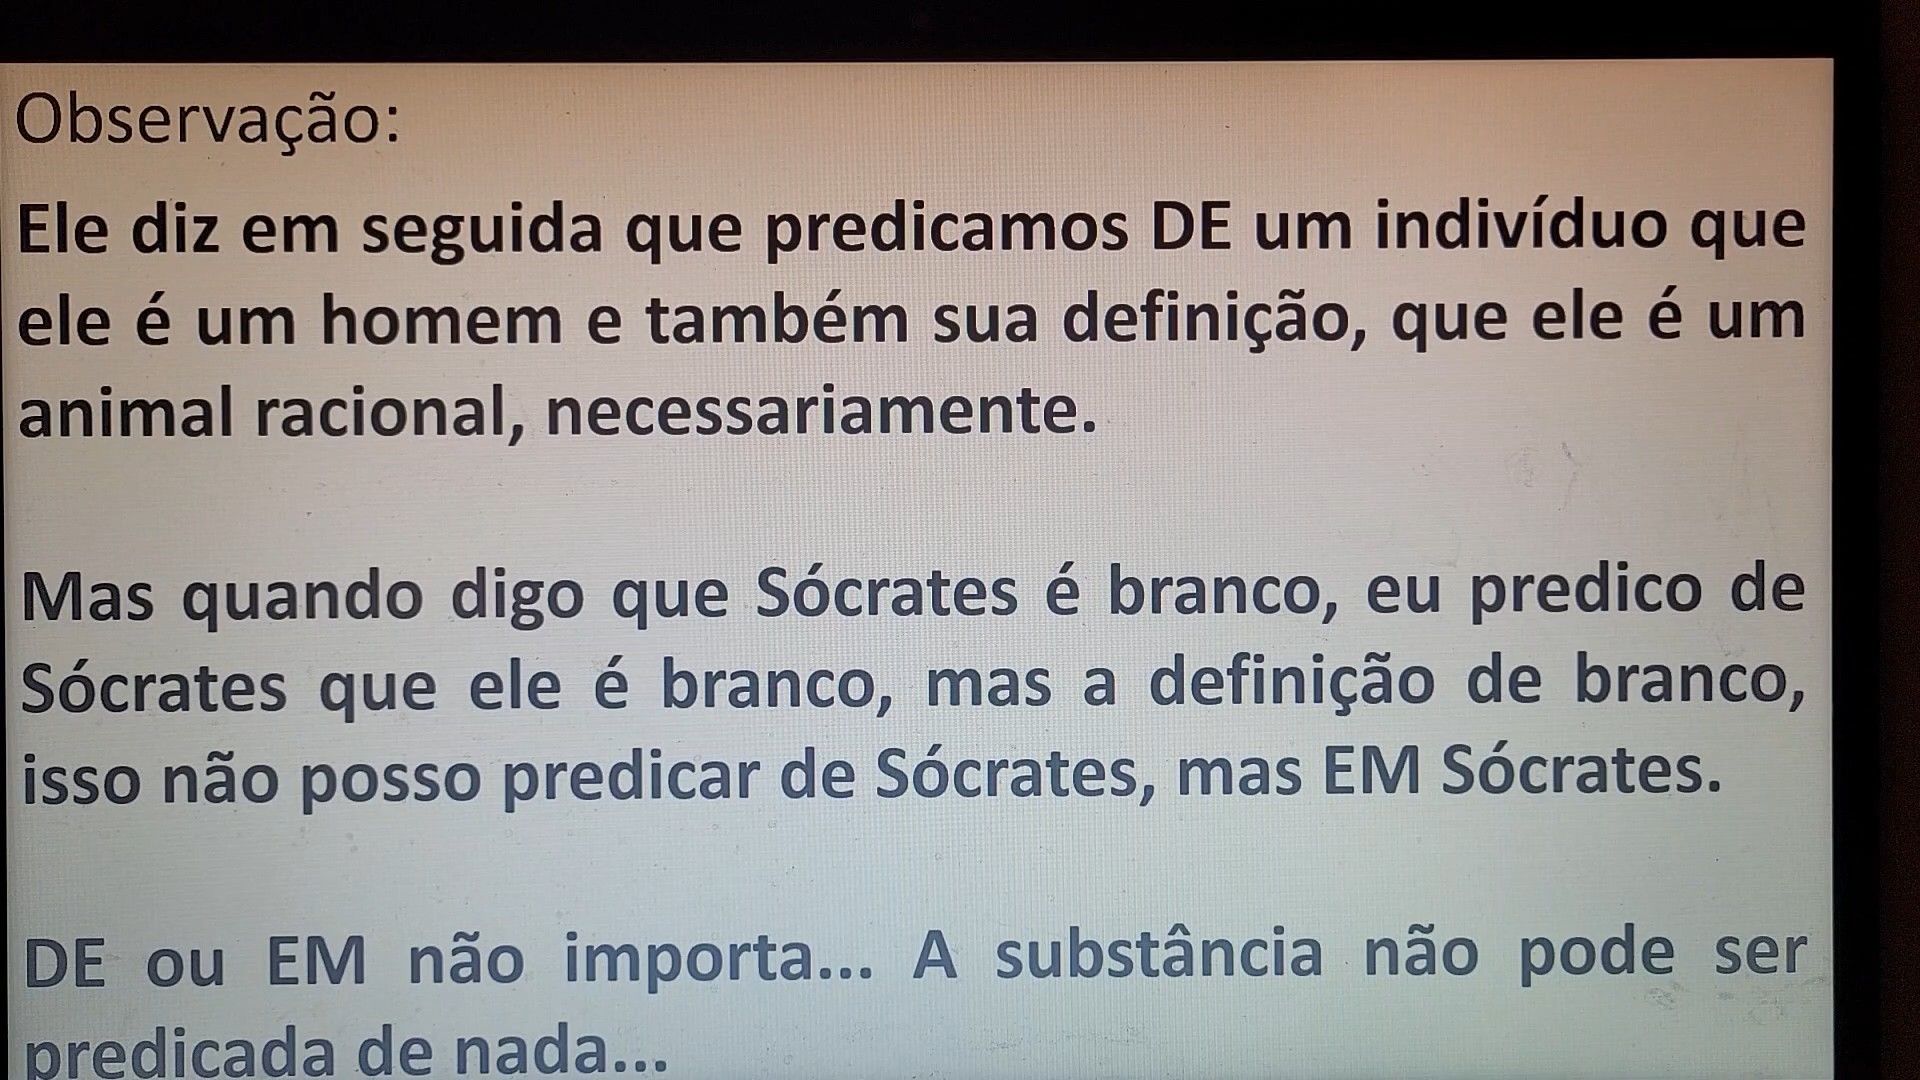 Observação:
Ele diz em seguida que predicamos DE um indivíduo que
ele é um homem e também sua definição, que ele é um
animal racional, necessariamente.
Mas quando digo que Sócrates é branco, eu predico de
Sócrates que ele é branco, mas a definição de branco,
isso não posso predicar de Sócrates, mas EM Sócrates.
DE ou EM não importa... A substância não pode ser
predicada de nada...